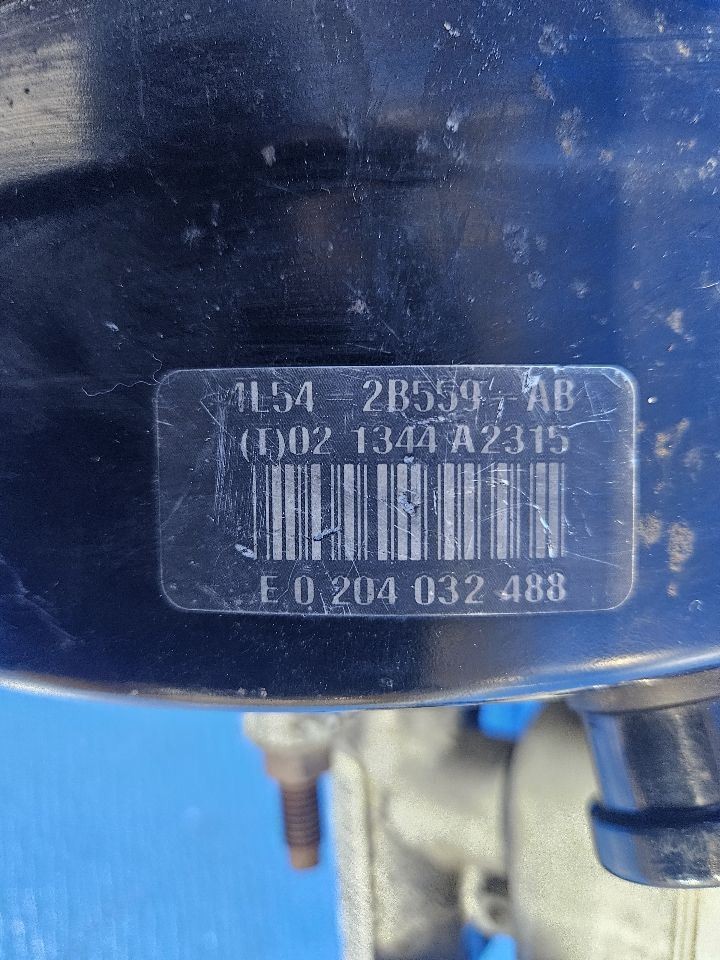 1L54 - 2B559 - AB
(T)02 1344 A2315
E 0 204 032 488